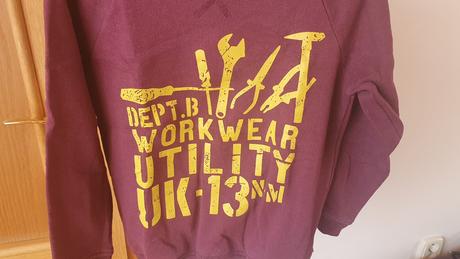 DEPT.B
WORKWEAR
UTILITY
UK-13NM